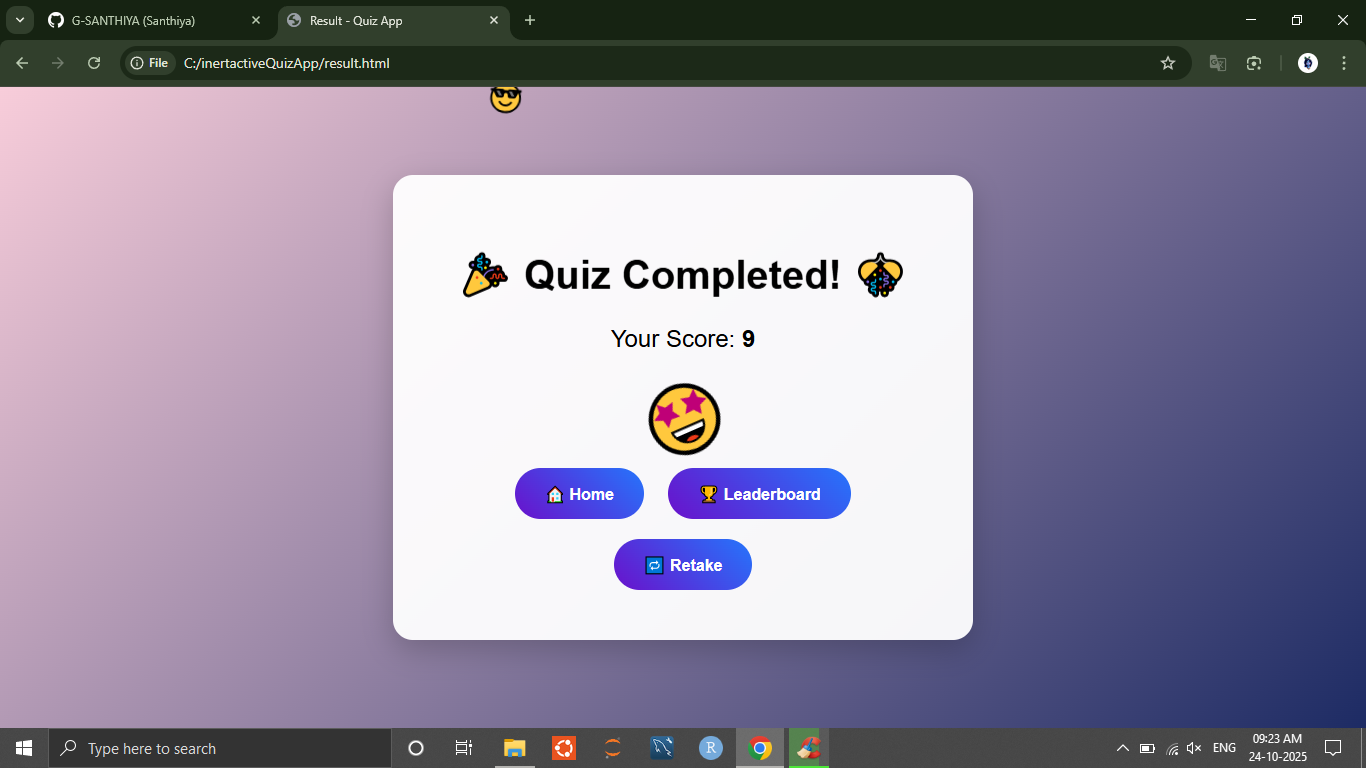 G-SANTHIYA (Santhiya)
Result - Quiz App
File
C:/inertactiveQuizApp/result.html
Quiz Completed!
Your Score: 9
Home
Leaderboard
Retake
Type here to search
R
ENG
09:23 AM
24-10-2025